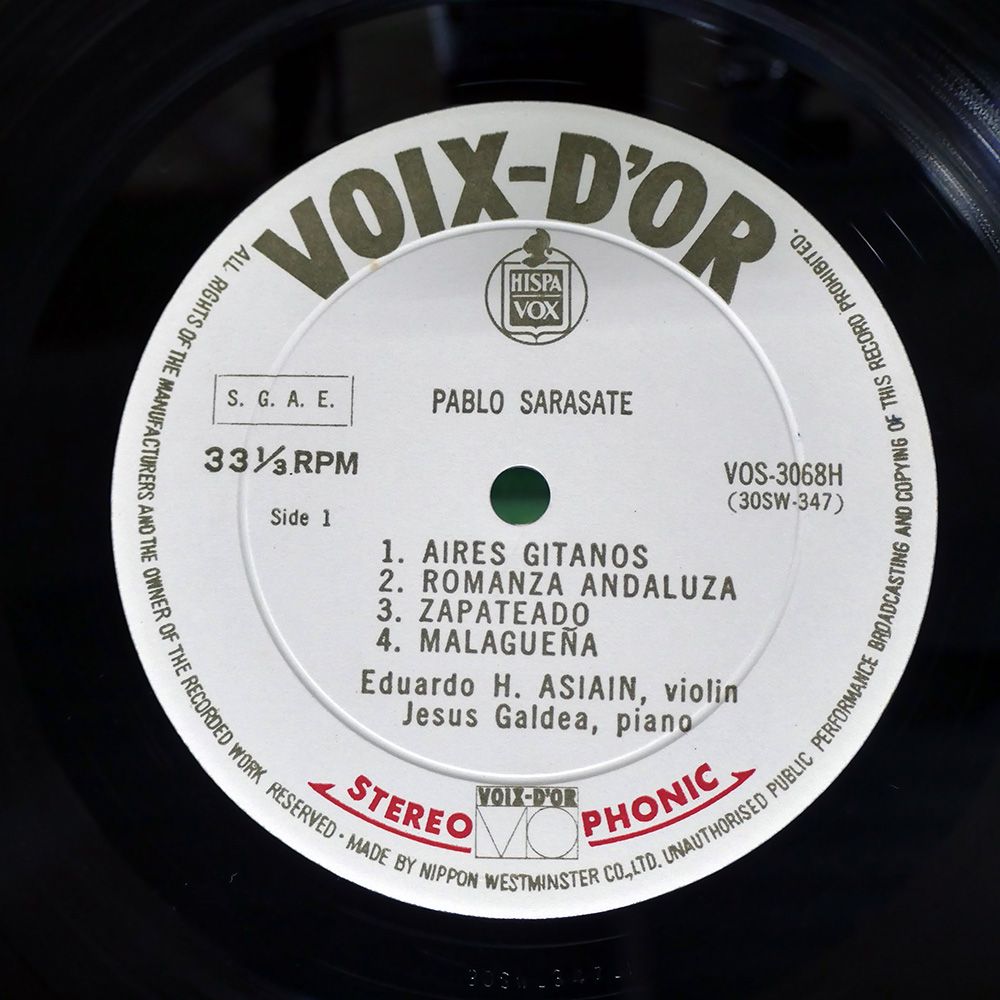 VOIX-D'OR
HISPA
VOX
S. G. A. E.
PABLO SARASATE
33 1/3 RPM
VOS-3068H
(30SW-347)
Side 1
1. AIRES GITANOS
2. ROMANZA ANDALUZA
3. ZAPATEADO
4. MALAGUEÑA
Eduardo H. ASIAIN, violin
Jesus Galdea, piano
STEREO
VOIX-D'OR
VO
PHONIC
ALL RIGHTS OF THE MANUFACTURERS AND THE OWNER OF THE RECORDED WORK RESERVED · MADE BY NIPPON WESTMINSTER CO., LTD. UNAUTHORISED PUBLIC PERFORMANCE BROADCASTING AND COPYING OF THIS RECORD PROHIBITED.